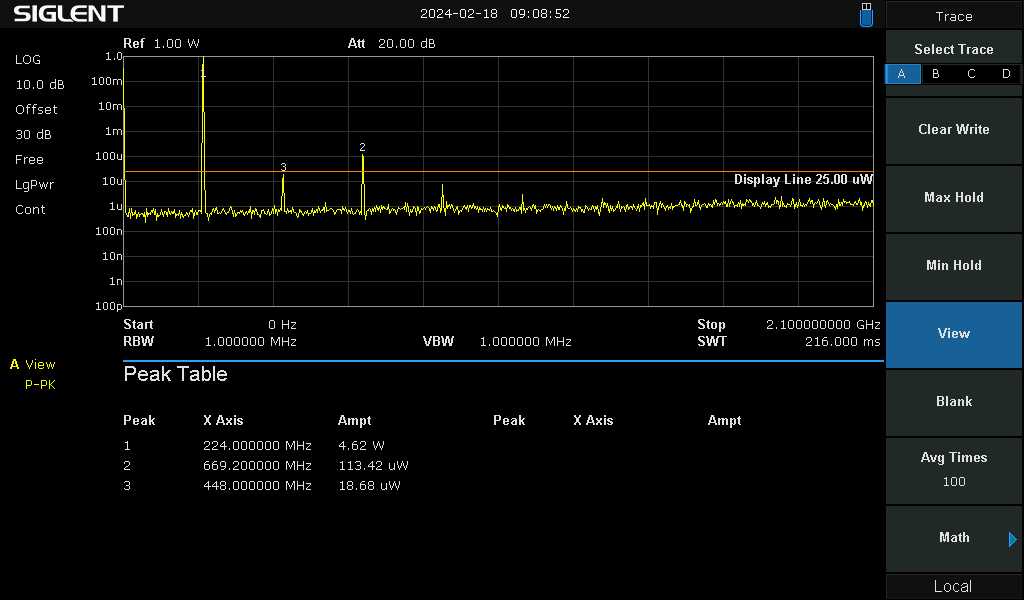 SIGLENT 2024-02-18 09:08:52 Trace
Ref 1.00 W Att 20.00 dB
Select Trace
A B C D
LOG
10.0 dB
Offset
30 dB
Free
LgPwr
Cont
1.0
100m
10m
1m
100u
10u
1u
100n
10n
1n
100p
1
2
3
Display Line 25.00 uW
Start 0 Hz Stop 2.100000000 GHz
RBW 1.000000 MHz VBW 1.000000 MHz SWT 216.000 ms
A View
P-PK
Peak Table
Peak X Axis Ampt Peak X Axis Ampt
1 224.000000 MHz 4.62 W
2 669.200000 MHz 113.42 uW
3 448.000000 MHz 18.68 uW
Clear Write
Max Hold
Min Hold
View
Blank
Avg Times
100
Math
Local